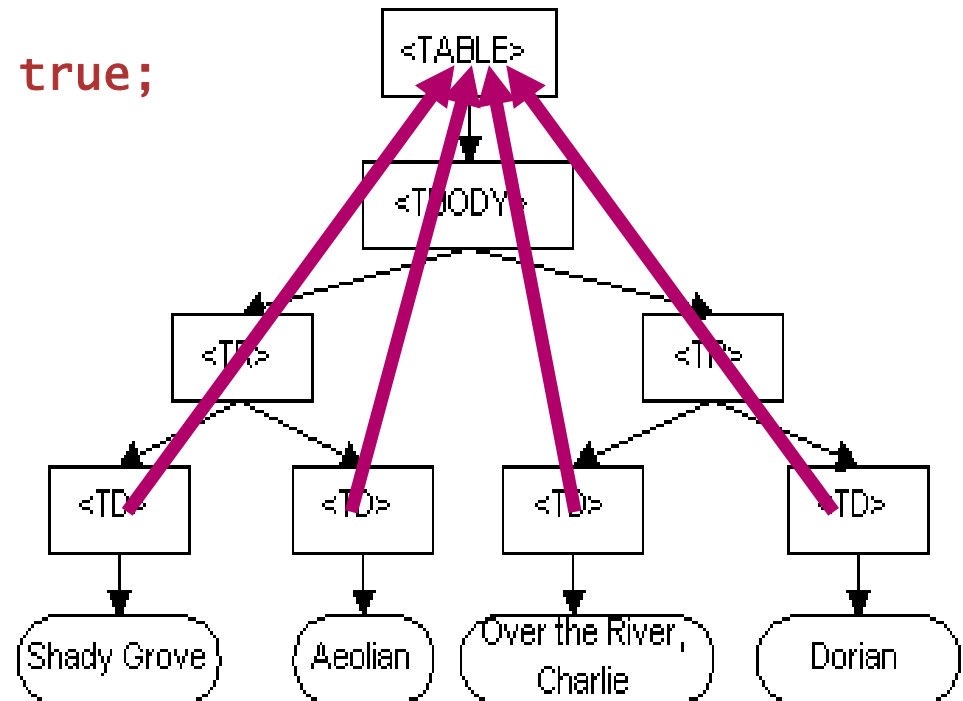 <TABLE>
true;
<TBODY>
<TR>
<TR>
<TD>
<TD>
<TD>
<TD>
Shady Grove
Aeolian
Over the River,
Charlie
Dorian